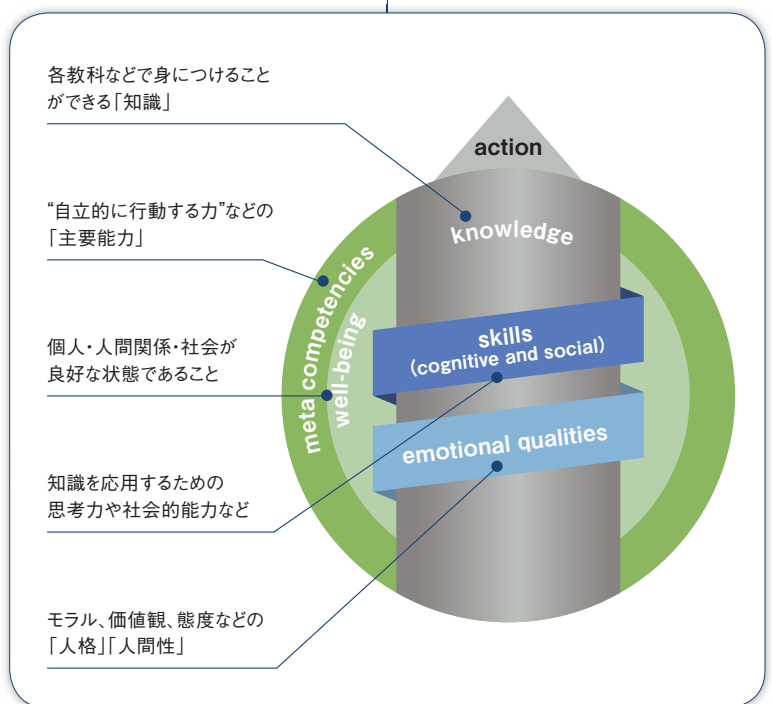 各教科などで身につけること
ができる「知識」
“自立的に行動する力”などの
「主要能力」
個人・人間関係・社会が
良好な状態であること
知識を応用するための
思考力や社会的能力など
モラル、価値観、態度などの
「人格」「人間性」
action
knowledge
meta competencies
well-being
skills
(cognitive and social)
emotional qualities